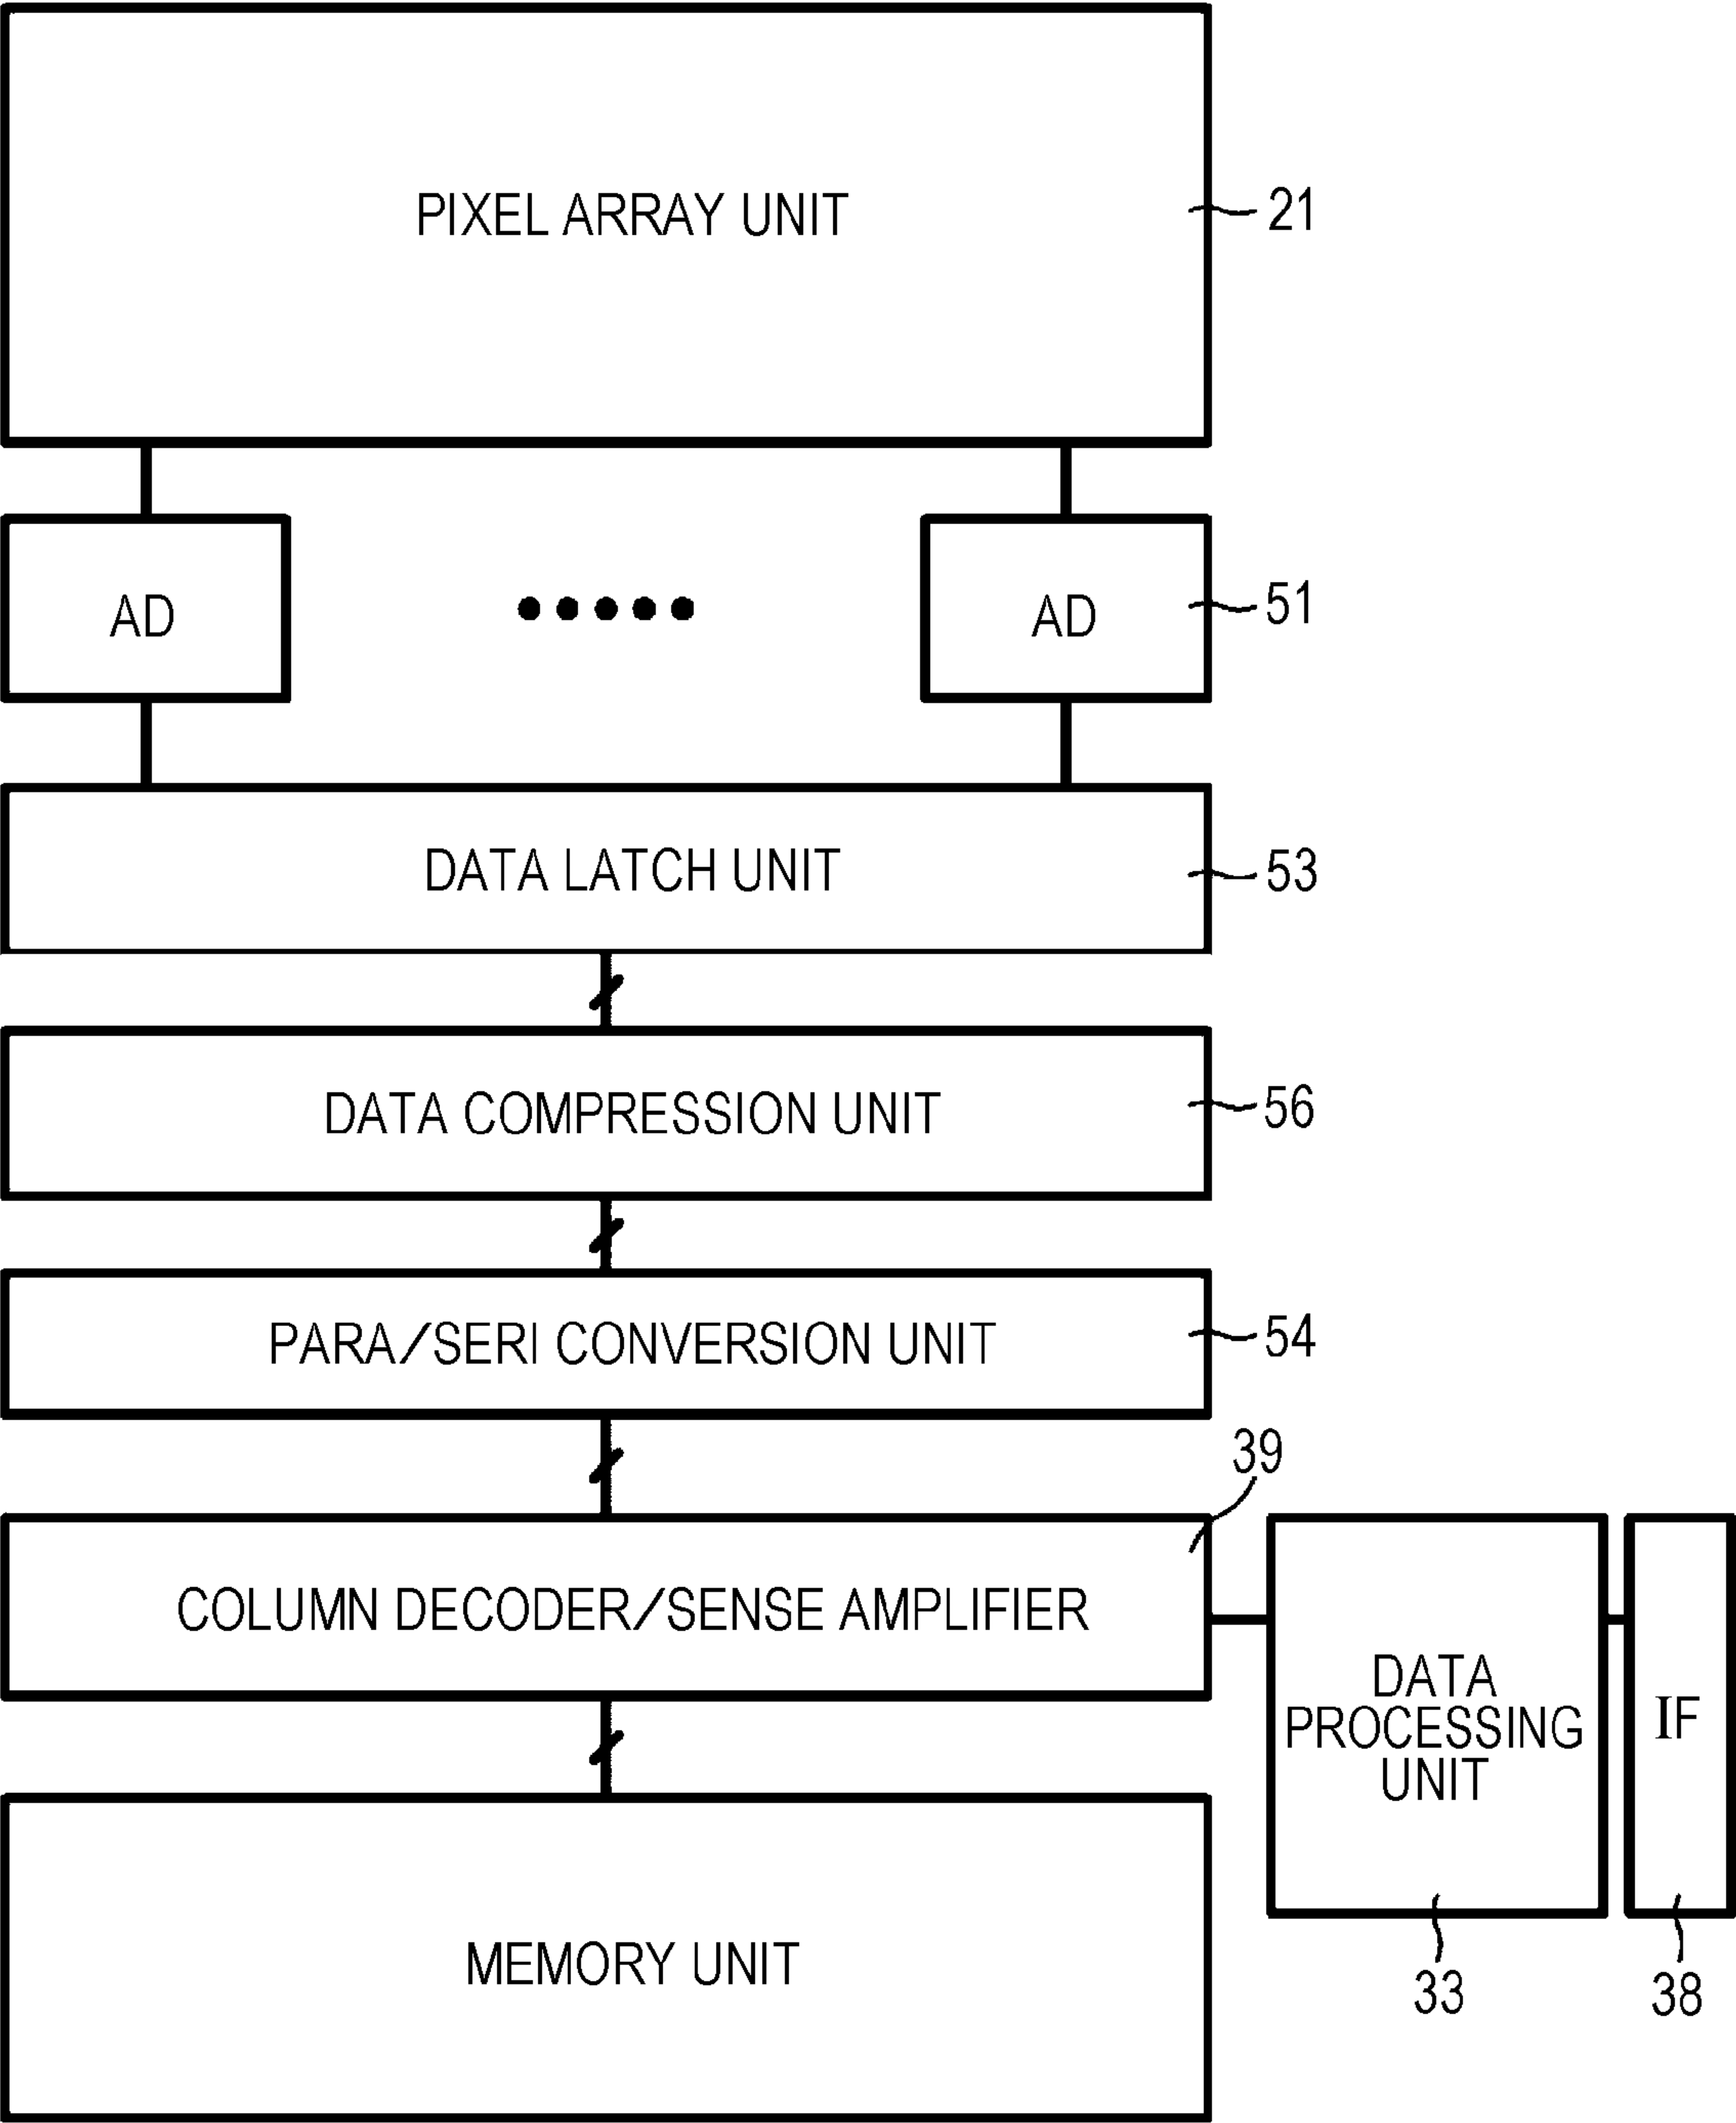 PIXEL ARRAY UNIT
21
AD
AD
51
DATA LATCH UNIT
53
DATA COMPRESSION UNIT
56
PARA/SERI CONVERSION UNIT
54
39
COLUMN DECODER/SENSE AMPLIFIER
DATA
PROCESSING
UNIT
IF
MEMORY UNIT
33
38